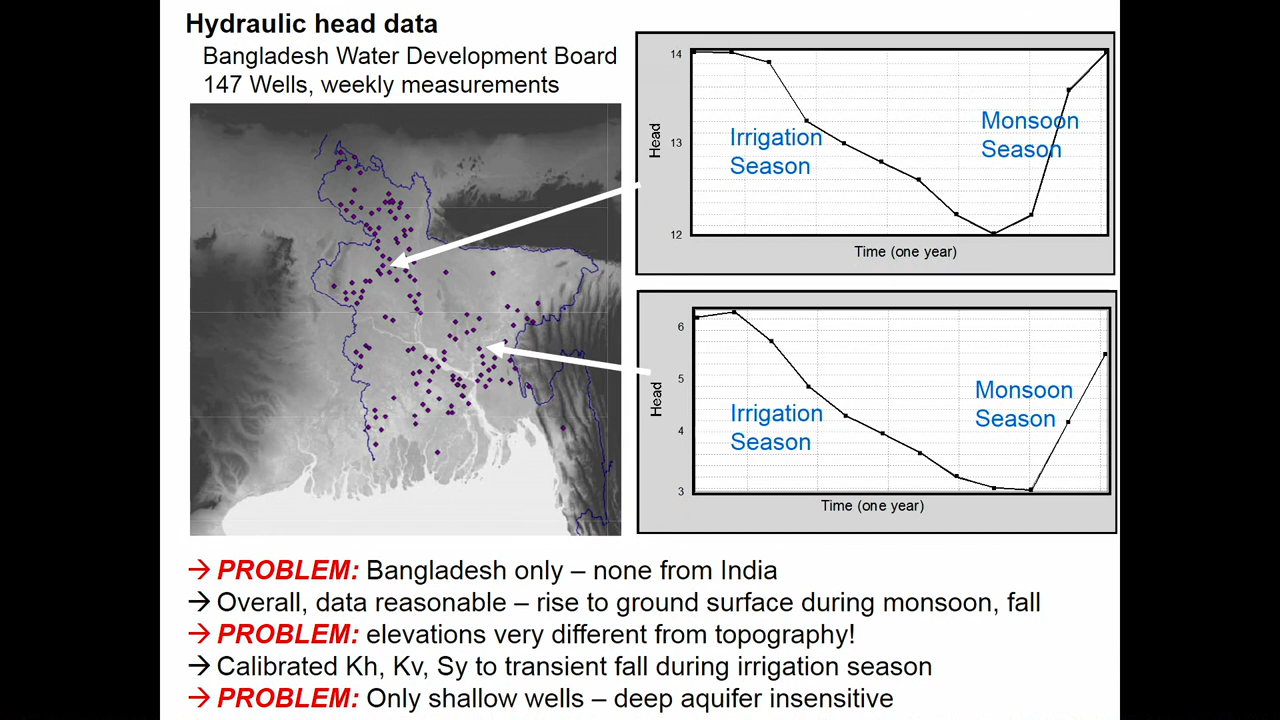 Hydraulic head data
Bangladesh Water Development Board
147 Wells, weekly measurements
14
13
12
Head
Irrigation
Season
Monsoon
Season
Time (one year)
6
5
4
3
Head
Irrigation
Season
Monsoon
Season
Time (one year)
→ PROBLEM: Bangladesh only – none from India
→ Overall, data reasonable – rise to ground surface during monsoon, fall
→ PROBLEM: elevations very different from topography!
→ Calibrated Kh, Kv, Sy to transient fall during irrigation season
→ PROBLEM: Only shallow wells – deep aquifer insensitive